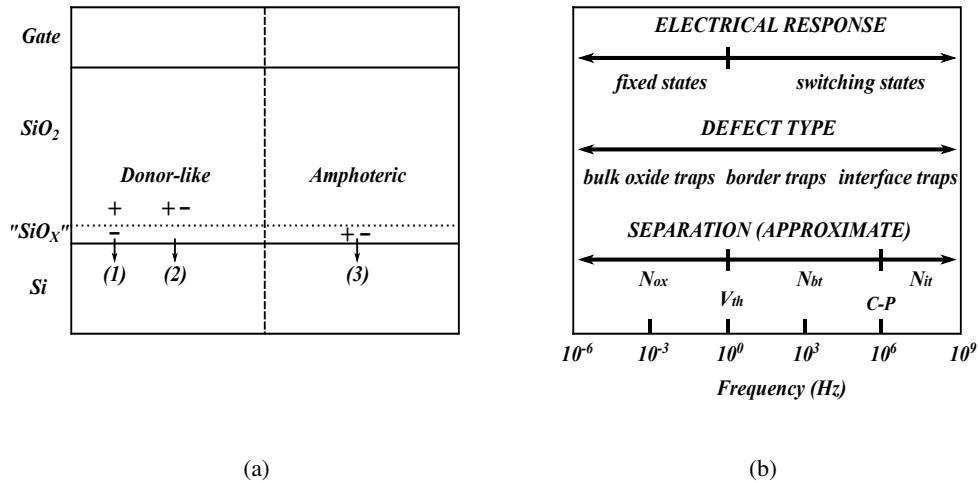 Gate
SiO2
Donor-like
Amphoteric
+
+ -
"SiOX"
-
+ -
(1)
(2)
(3)
Si
(a)
ELECTRICAL RESPONSE
fixed states
switching states
DEFECT TYPE
bulk oxide traps
border traps
interface traps
SEPARATION (APPROXIMATE)
Nox
Nbt
Nit
Vth
C-P
10-6
10-3
100
103
106
109
Frequency (Hz)
(b)